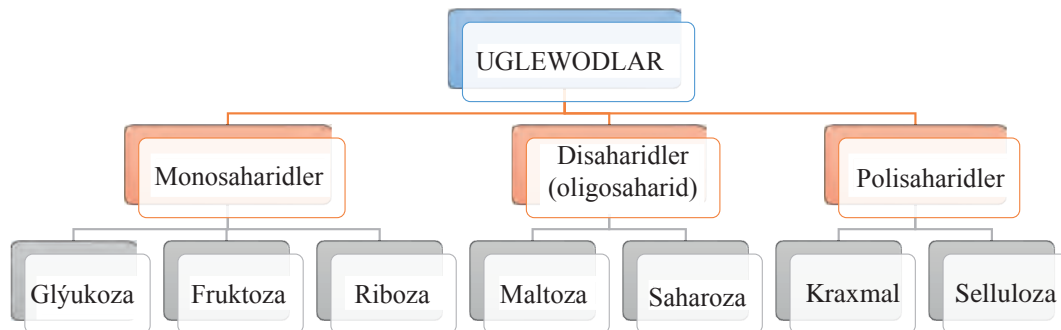 UGLEWODLAR
Monosaharidler
Disaharidler
(oligosaharid)
Polisaharidler
Glýukoza
Fruktoza
Riboza
Maltoza
Saharoza
Kraxmal
Selluloza